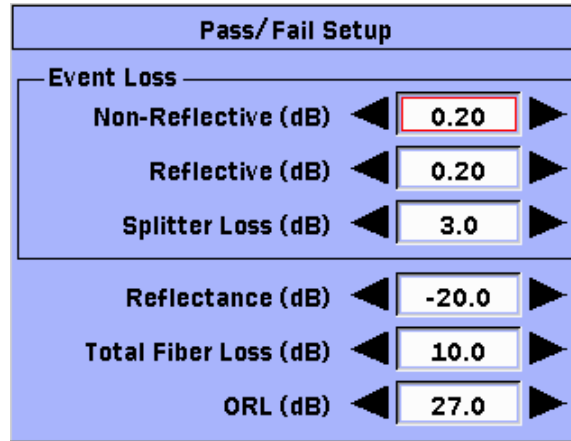 Pass/Fail Setup
Event Loss
Non-Reflective (dB) 0.20
Reflective (dB) 0.20
Splitter Loss (dB) 3.0
Reflectance (dB) -20.0
Total Fiber Loss (dB) 10.0
ORL (dB) 27.0